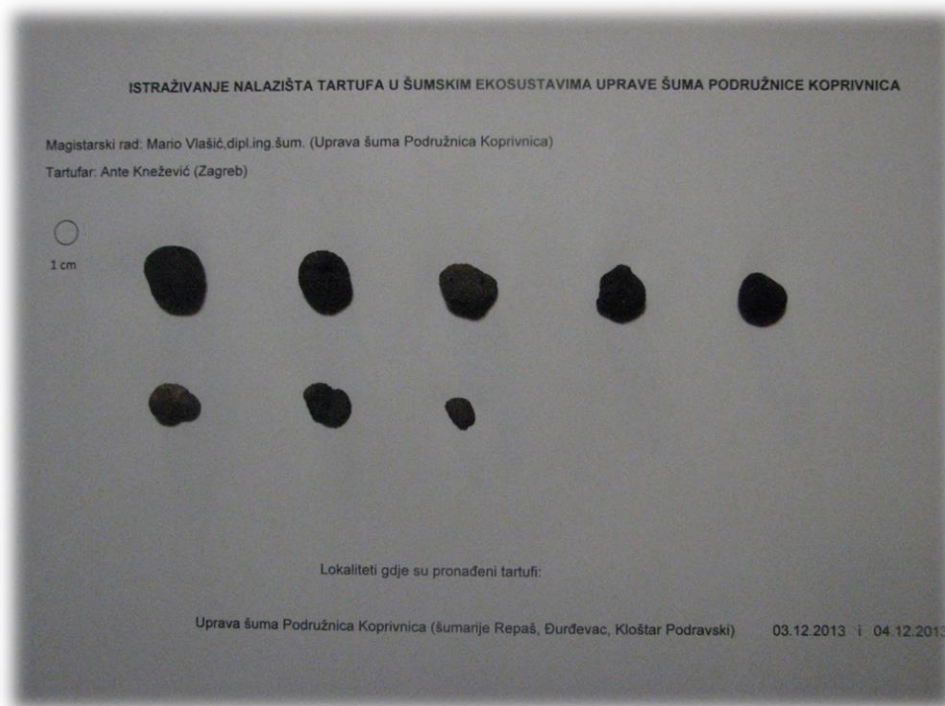 ISTRAŽIVANJE NALAZIŠTA TARTUFA U ŠUMSKIM EKOSUSTAVIMA UPRAVE ŠUMA PODRUŽNICE KOPRIVNICA
Magistarski rad: Mario Vlašić,dipl.ing.šum. (Uprava šuma Podružnica Koprivnica)
Tartufar: Ante Knežević (Zagreb)
1 cm
Lokaliteti gdje su pronađeni tartufi:
Uprava šuma Podružnica Koprivnica (šumarije Repaš, Đurđevac, Kloštar Podravski) 03.12.2013 i 04.12.2013